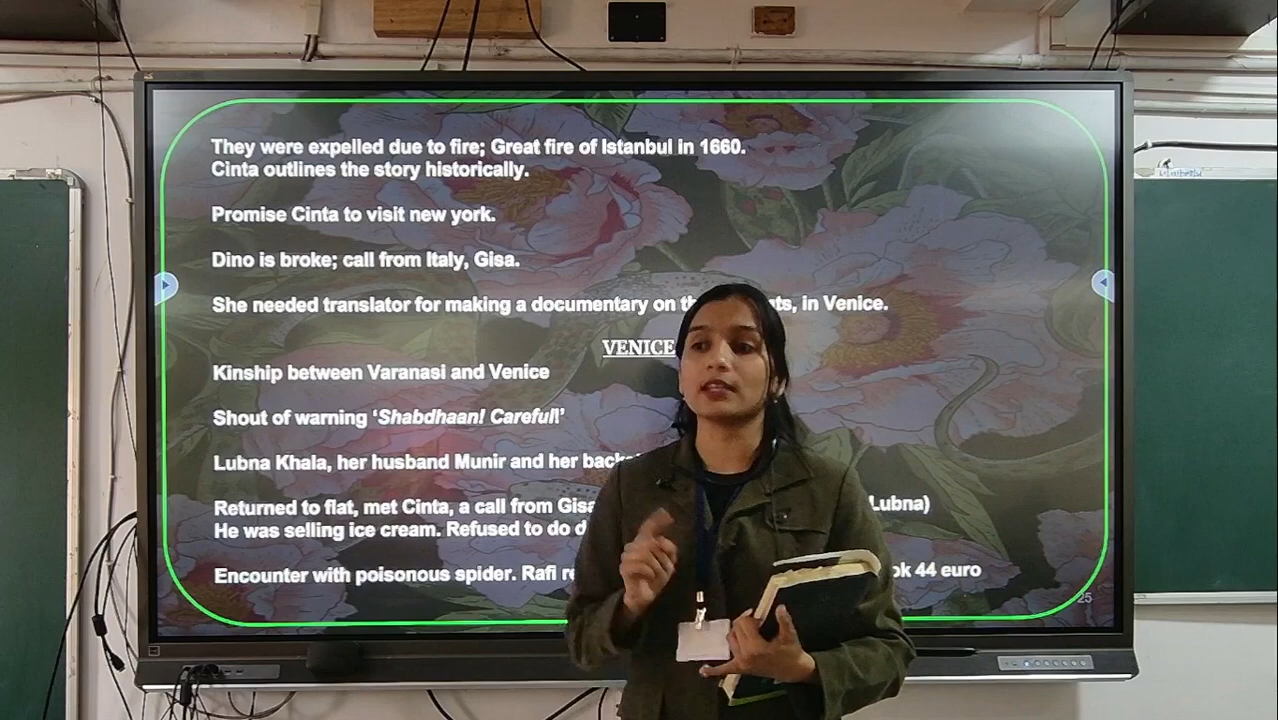 They were expelled due to fire; Great fire of Istanbul in 1660.
Cinta outlines the story historically.
Promise Cinta to visit new york.
Dino is broke; call from Italy, Gisa.
She needed translator for making a documentary on in Venice.
VENICE
Kinship between Varanasi and Venice
Shout of warning ‘Shabdhaan! Careful!’
Lubna Khala, her husband Munir and her
Returned to flat, met Cinta, a call from Gisa Lubna)
He was selling ice cream. Refused to do
Encounter with poisonous spider. Rafi 44 euro
25